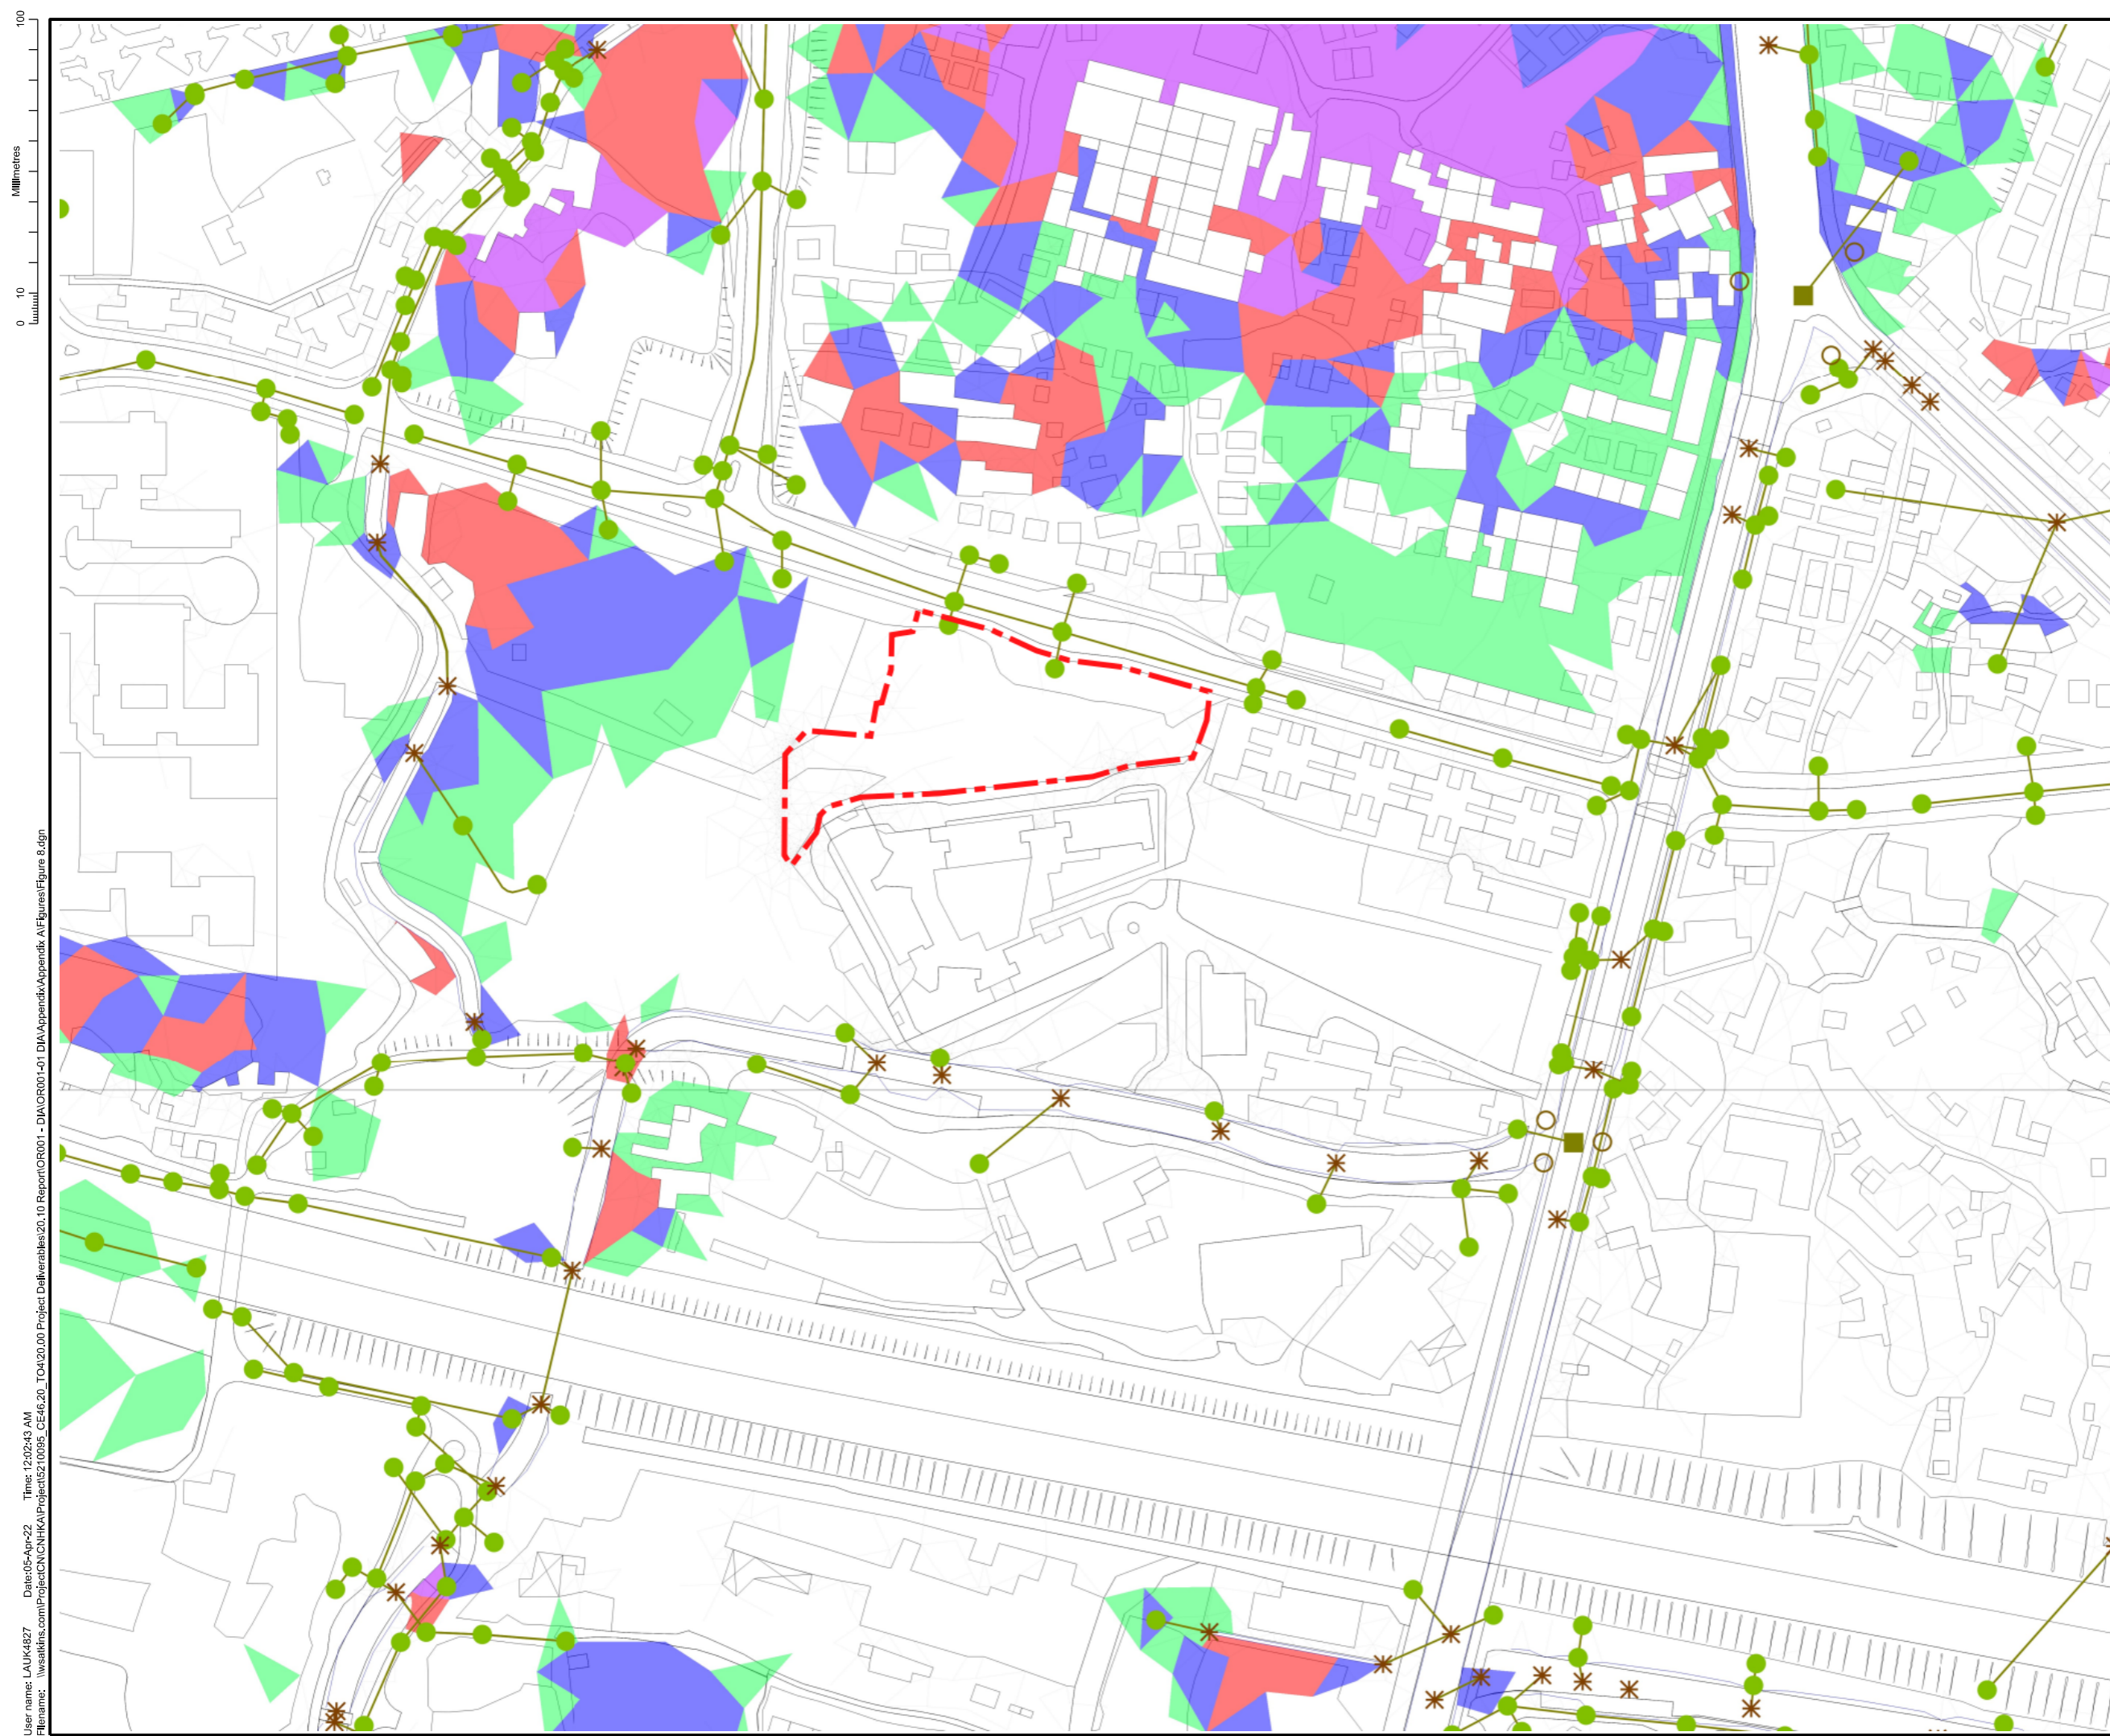 100
Millimetres
10
0
User name: LAUK4827 Date:05-Apr-22 Time: 12:02:43 AM
Filename: \\wsatkins.com\Project\CN\CNHKA\Project\5210095_CE46.20_TO4\20.00 Project Deliverables\20.10 Report\OR001 - DIA\OR001-01 DIA\Appendix\Appendix A\Figures\Figure 8.dgn